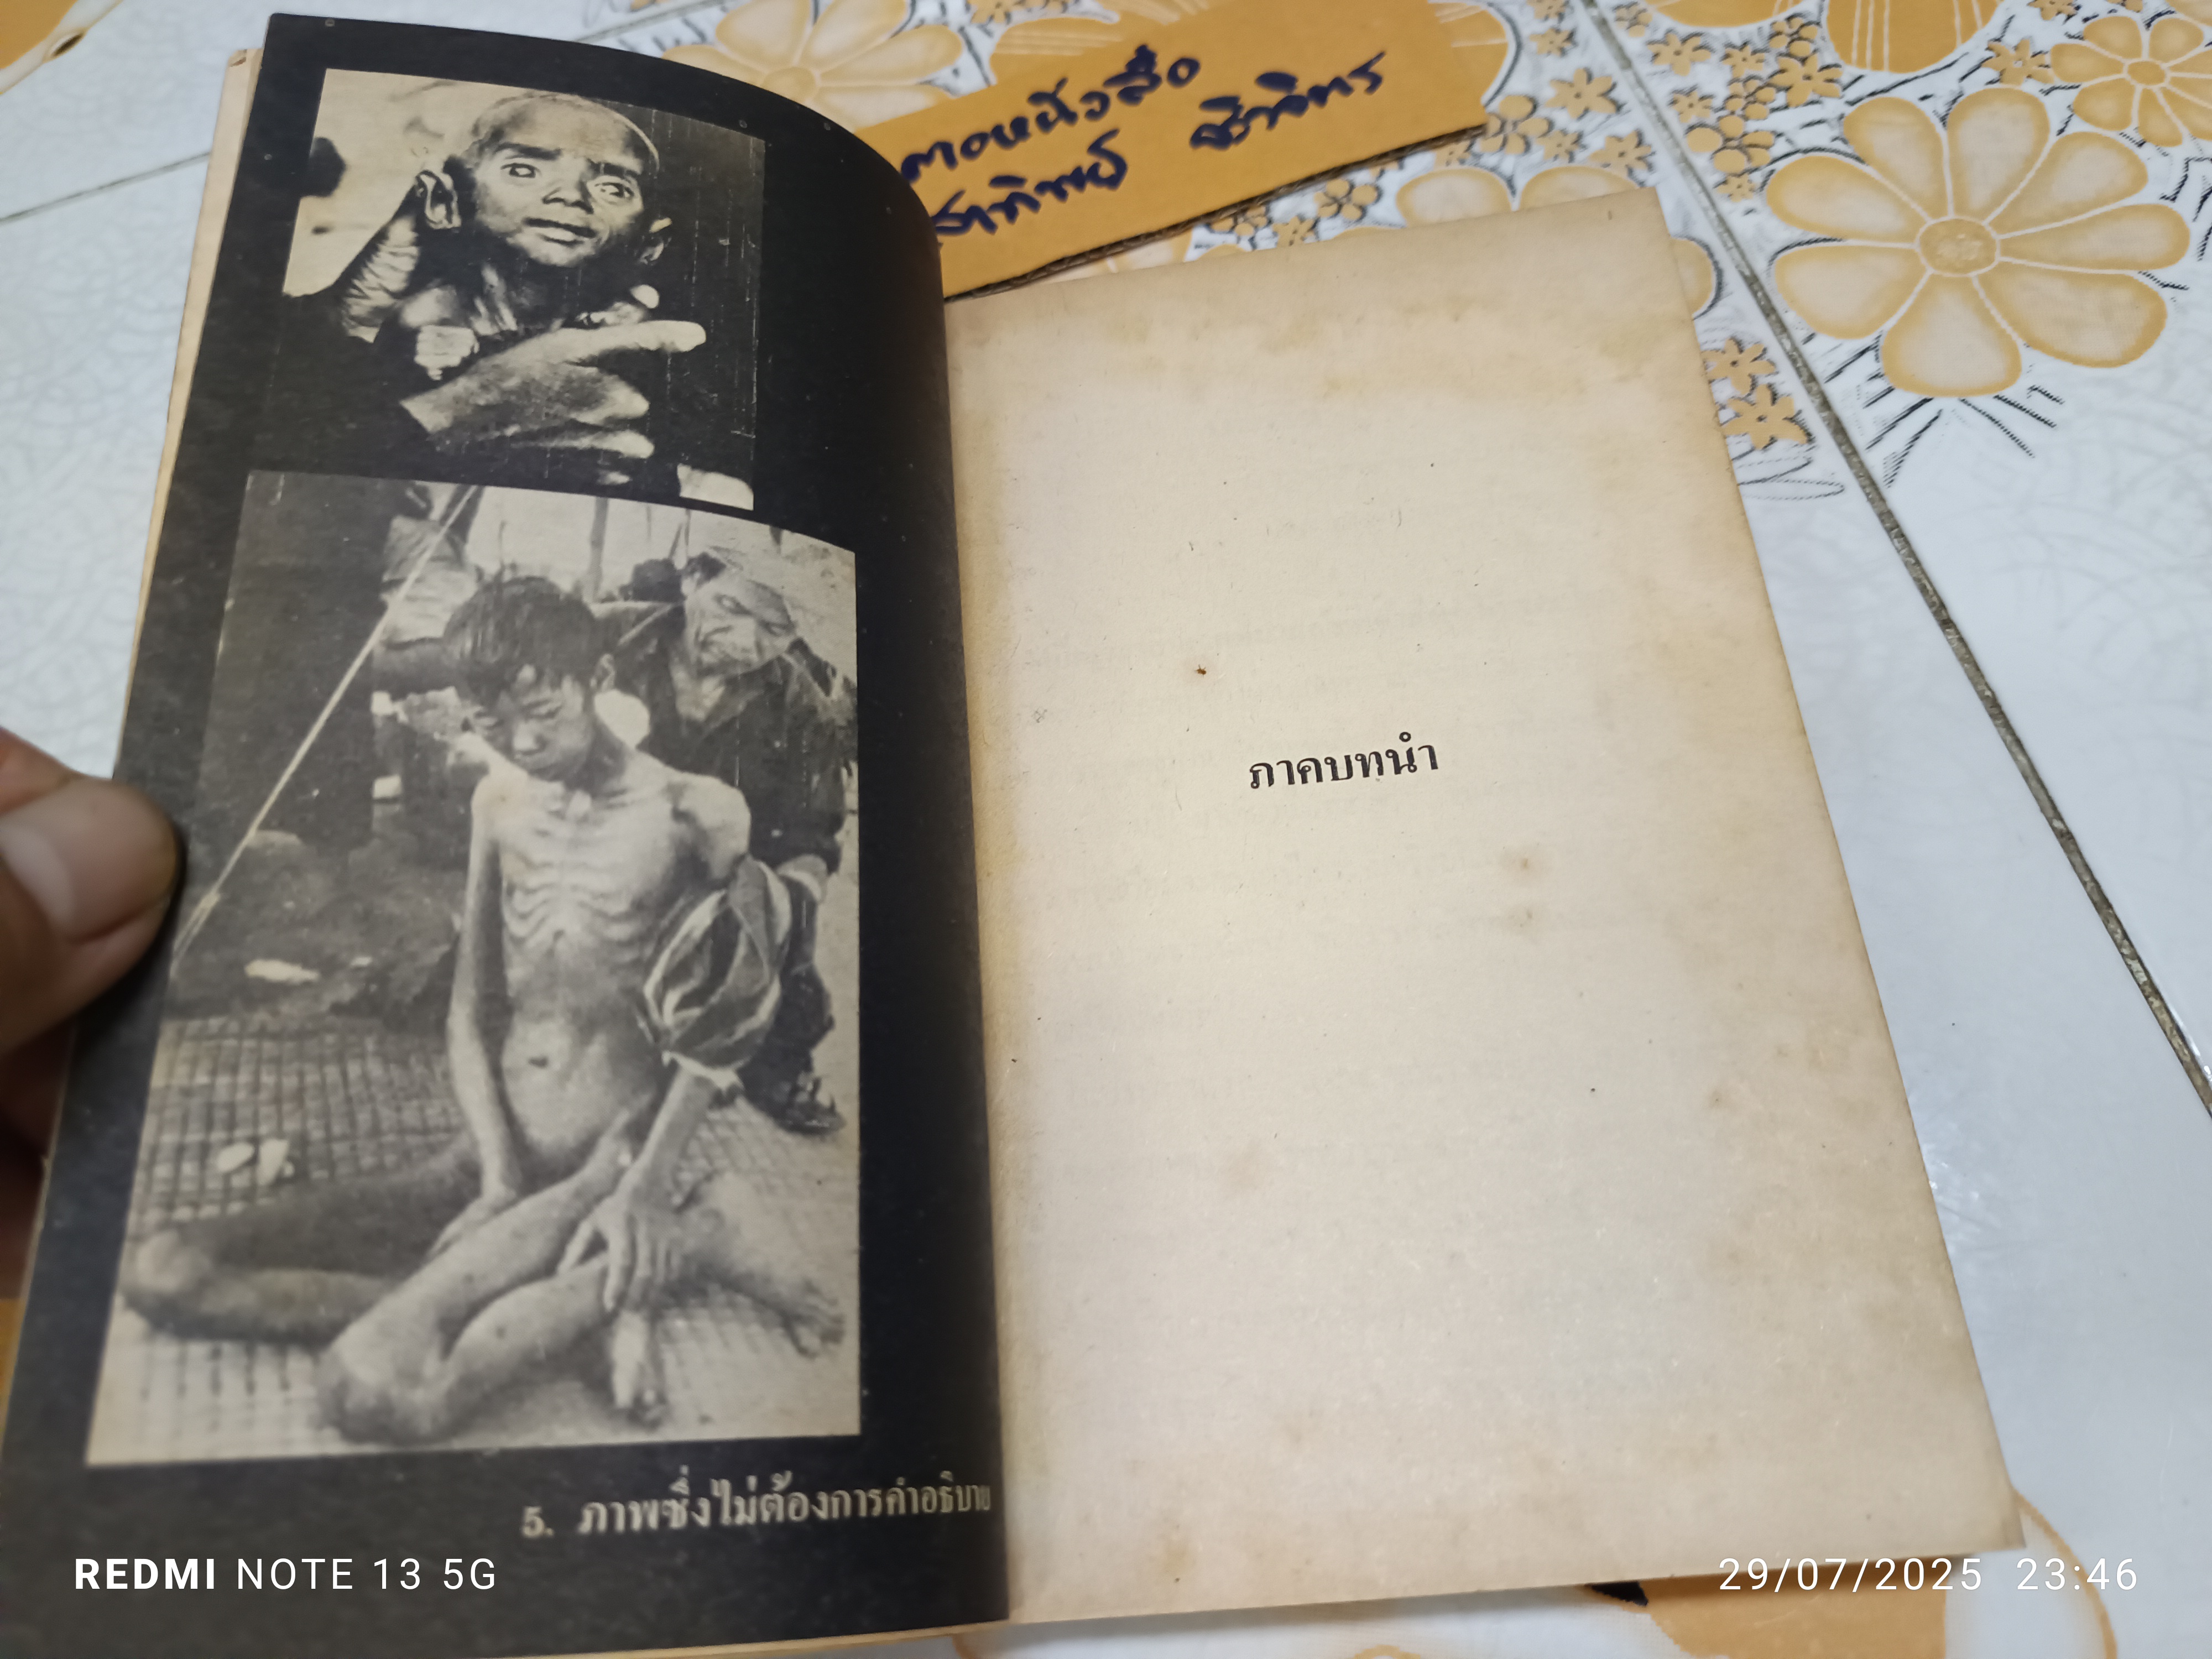 ภาคบทนำ
5. ภาพซึ่งไม่ต้องการคำอธิบาย
REDMI NOTE 13 5G
29/07/2025 23:46